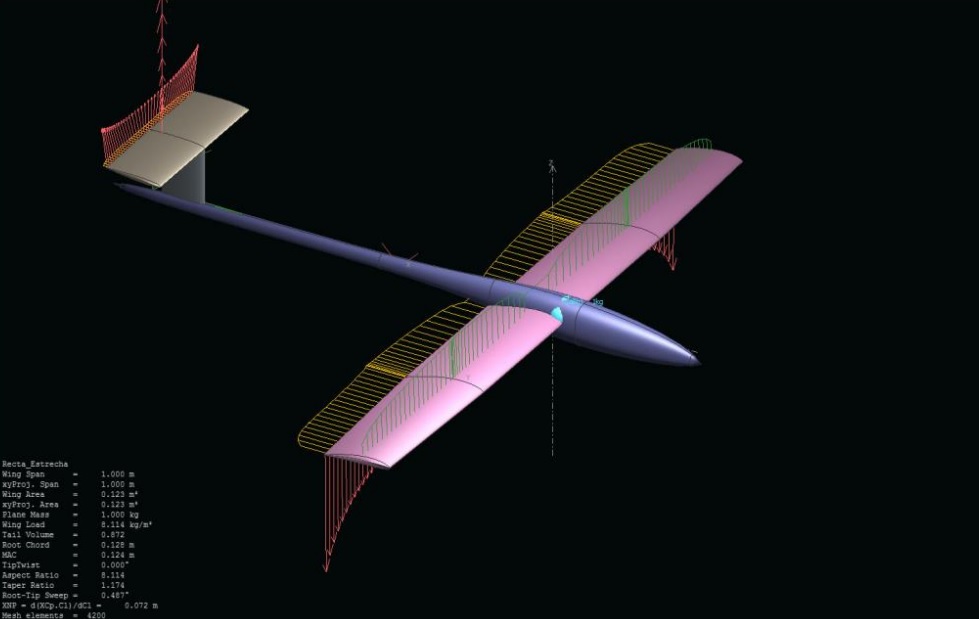 Z
kg
Y
Recta_Estrecha
Wing Span = 1.000 m
xyProj. Span = 1.000 m
Wing Area = 0.123 m²
xyProj. Area = 0.123 m²
Plane Mass = 1.000 kg
Wing Load = 8.114 kg/m²
Tail Volume = 0.872
Root Chord = 0.128 m
MAC = 0.124 m
TipTwist = 0.000°
Aspect Ratio = 8.114
Taper Ratio = 1.174
Root-Tip Sweep = 0.487°
XNP = d(XCp.Cl)/dCl = 0.072 m
Mesh elements = 4200